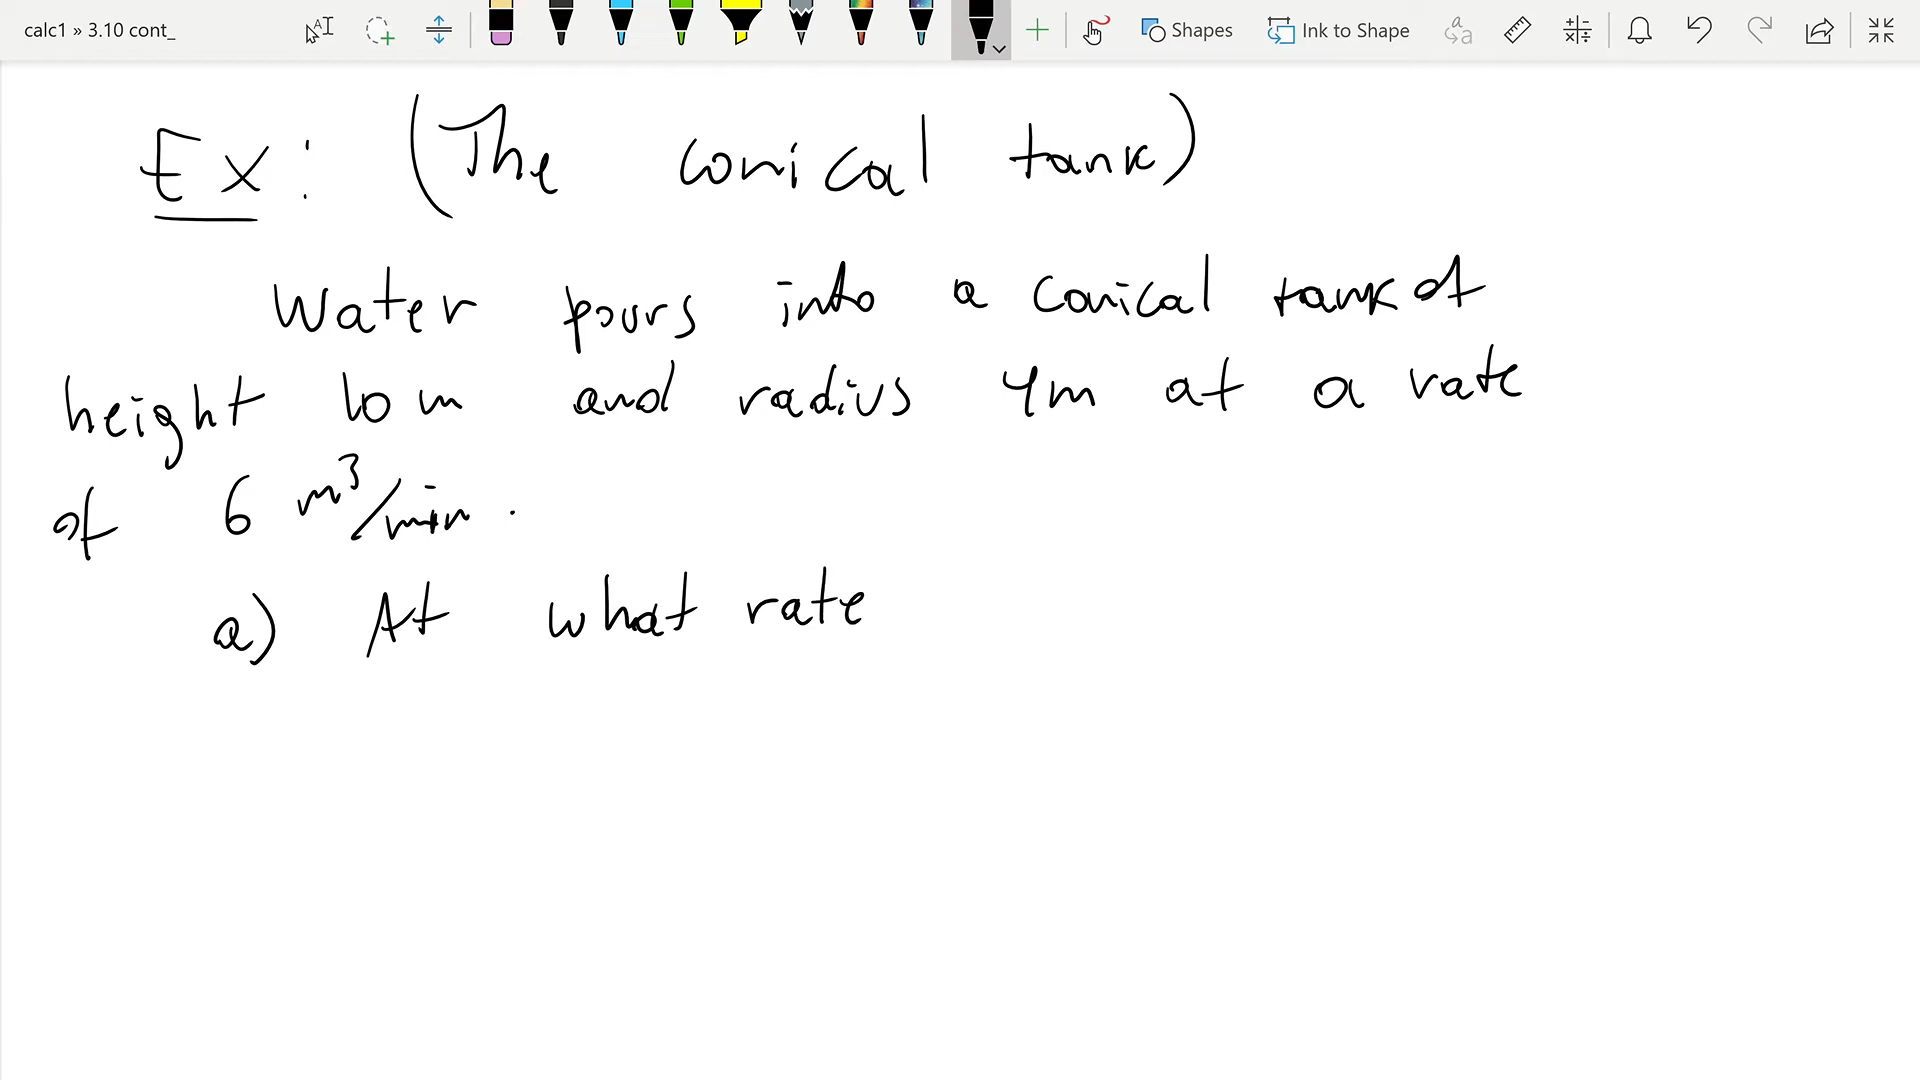 calc1 » 3.10 cont_
Shapes
Ink to Shape
Ex: (The conical tank)
Water pours into a conical tank of
height 10 m and radius 4m at a rate
of 6 m³/min.
a) At what rate